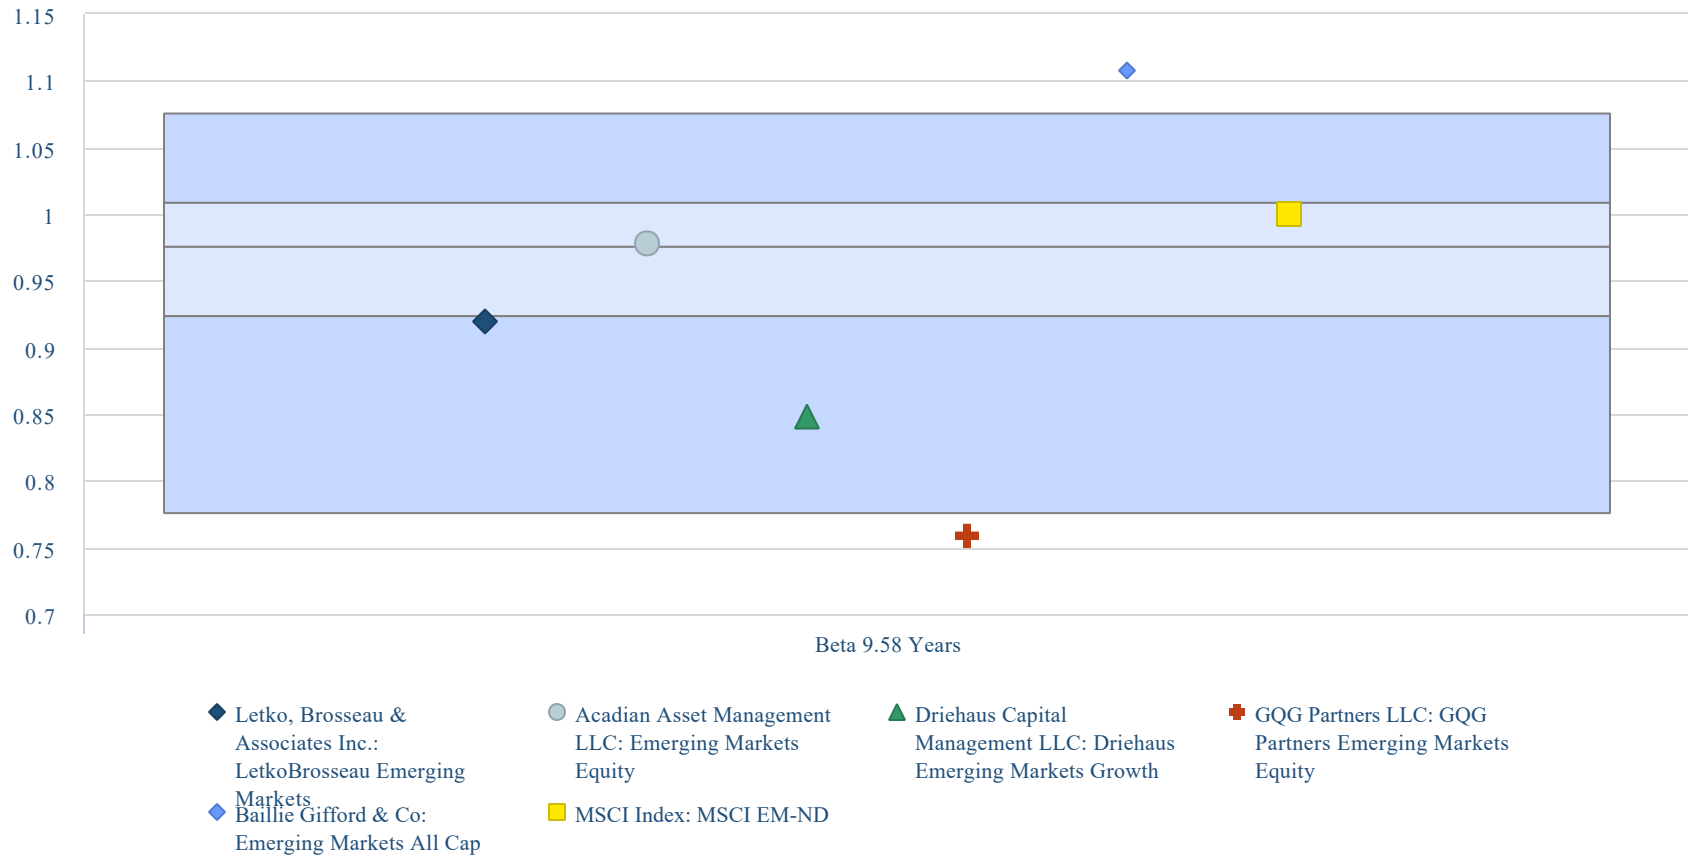 1.15
1.1
1.05
1
0.95
0.9
0.85
0.8
0.75
0.7
Beta 9.58 Years
Letko, Brosseau &
Associates Inc.:
LetkoBrosseau Emerging
Markets
Acadian Asset Management
LLC: Emerging Markets
Equity
Driehaus Capital
Management LLC: Driehaus
Emerging Markets Growth
GQG Partners LLC: GQG
Partners Emerging Markets
Equity
Baillie Gifford & Co:
Emerging Markets All Cap
MSCI Index: MSCI EM-ND